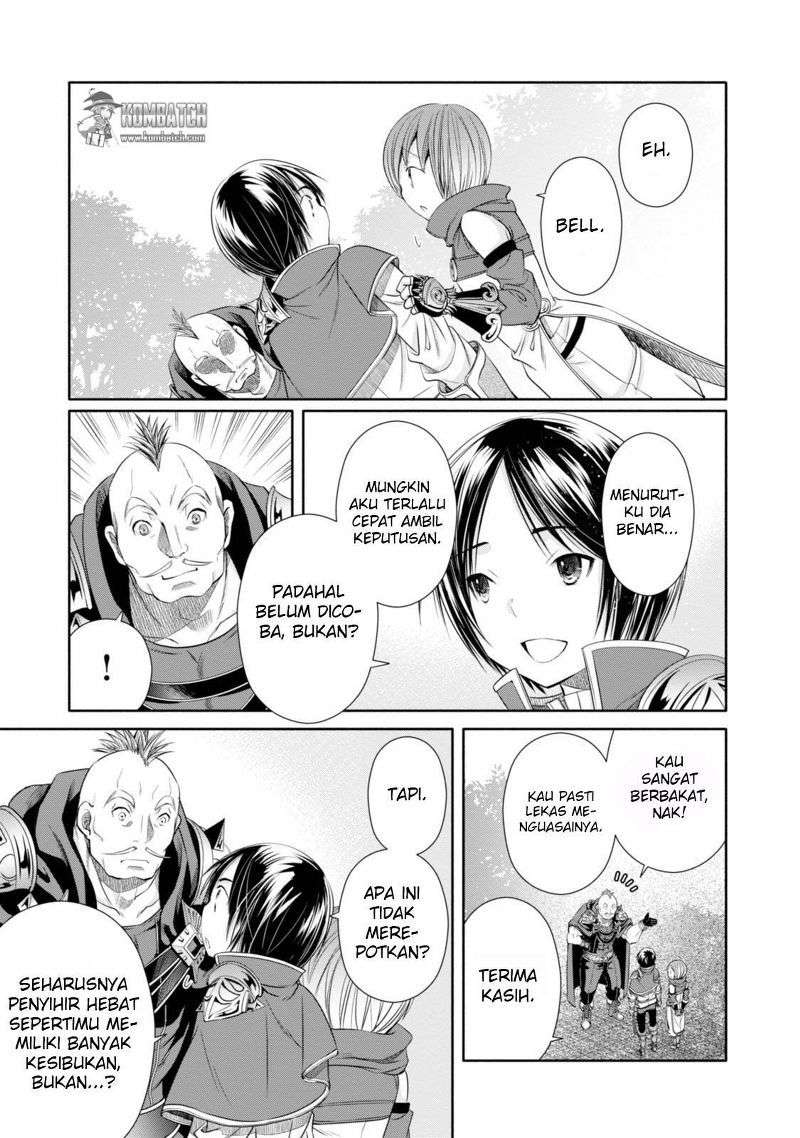 KOMBATCH
www.kombatch.com
EH.
BELL.
MENURUT-
KU DIA
BENAR...
MUNGKIN
AKU TERLALU
CEPAT AMBIL
KEPUTUSAN.
PADAHAL
BELUM DICO-
BA, BUKAN?
!
KAU
SANGAT
BERBAKAT,
NAK!
KAU PASTI
LEKAS ME-
NGUASAINYA.
TERIMA
KASIH.
TAPI.
APA INI
TIDAK
MERE-
POTKAN?
SEHARUSNYA
PENYIHIR HEBAT
SEPERTIMU ME-
MILIKI BANYAK
KESIBUKAN,
BUKAN...?